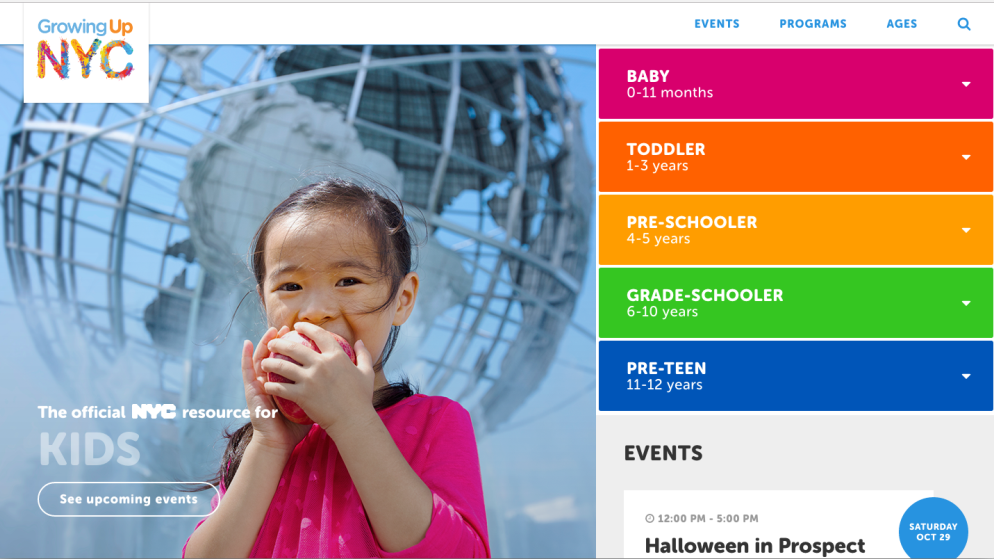 Growing Up
NYC
EVENTS
PROGRAMS
AGES
BABY
0-11 months
TODDLER
1-3 years
PRE-SCHOOLER
4-5 years
GRADE-SCHOOLER
6-10 years
PRE-TEEN
11-12 years
The official NYC resource for
KIDS
See upcoming events
EVENTS
12:00 PM - 5:00 PM
SATURDAY
OCT 29
Halloween in Prospect